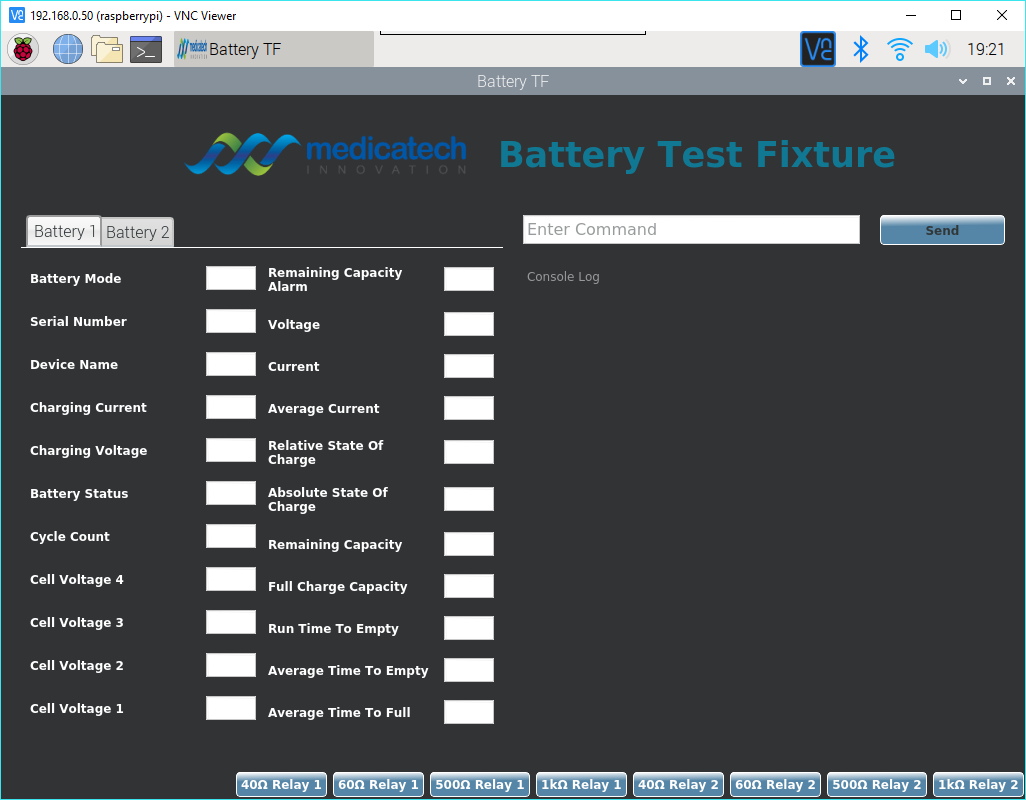 192.168.0.50 (raspberrypi) - VNC Viewer
Battery TF
19:21
Battery TF
medicatech
INNOVATION
Battery Test Fixture
Battery 1
Battery 2
Enter Command
Send
Console Log
Battery Mode
Remaining Capacity
Alarm
Serial Number
Voltage
Device Name
Current
Charging Current
Average Current
Charging Voltage
Relative State Of
Charge
Battery Status
Absolute State Of
Charge
Cycle Count
Remaining Capacity
Cell Voltage 4
Full Charge Capacity
Cell Voltage 3
Run Time To Empty
Cell Voltage 2
Average Time To Empty
Cell Voltage 1
Average Time To Full
40Ω Relay 1
60Ω Relay 1
500Ω Relay 1
1kΩ Relay 1
40Ω Relay 2
60Ω Relay 2
500Ω Relay 2
1kΩ Relay 2